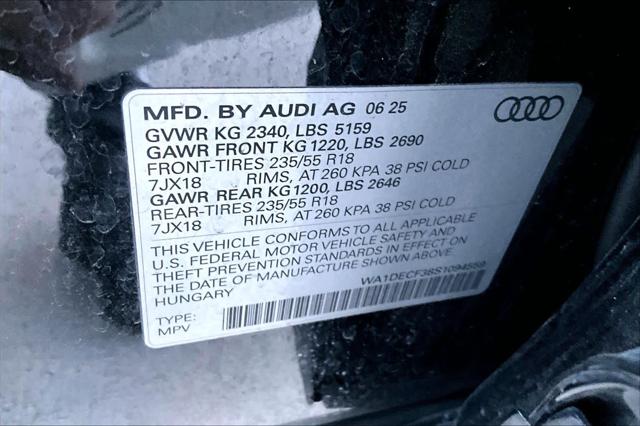 MFD. BY AUDI AG 06 25
GVWR KG 2340, LBS 5159
GAWR FRONT KG 1220, LBS 2690
FRONT-TIRES 235/55 R18
7JX18 RIMS, AT 260 KPA 38 PSI COLD
GAWR REAR KG 1200, LBS 2646
REAR-TIRES 235/55 R18
7JX18 RIMS, AT 260 KPA 38 PSI COLD
THIS VEHICLE CONFORMS TO ALL APPLICABLE
U.S. FEDERAL MOTOR VEHICLE SAFETY AND
THEFT PREVENTION STANDARDS IN EFFECT ON
THE DATE OF MANUFACTURE SHOWN ABOVE
HUNGARY
WA1DECF38S1094559
TYPE:
MPV